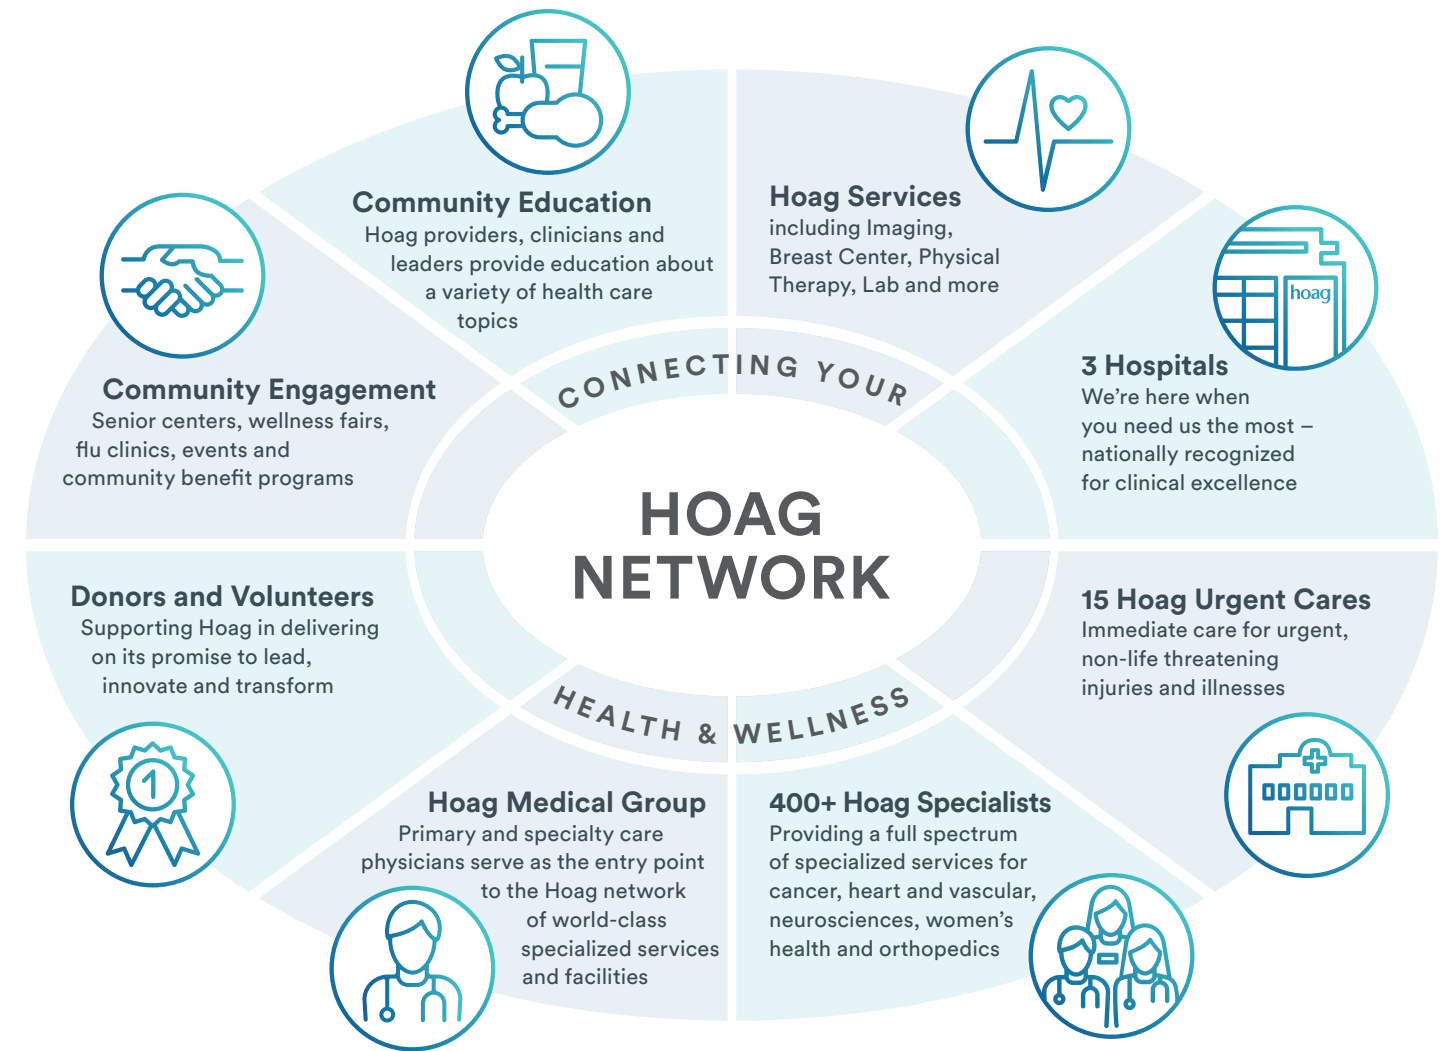 Community Education
Hoag providers, clinicians and
leaders provide education about
a variety of health care
topics
Hoag Services
including Imaging,
Breast Center, Physical
Therapy, Lab and more
hoag
3 Hospitals
We’re here when
you need us the most –
nationally recognized
for clinical excellence
Community Engagement
Senior centers, wellness fairs,
flu clinics, events and
community benefit programs
CONNECTING YOUR
HOAG
NETWORK
HEALTH & WELLNESS
Donors and Volunteers
Supporting Hoag in delivering
on its promise to lead,
innovate and transform
1
15 Hoag Urgent Cares
Immediate care for urgent,
non-life threatening
injuries and illnesses
Hoag Medical Group
Primary and specialty care
physicians serve as the entry point
to the Hoag network
of world-class
specialized services
and facilities
400+ Hoag Specialists
Providing a full spectrum
of specialized services for
cancer, heart and vascular,
neurosciences, women’s
health and orthopedics